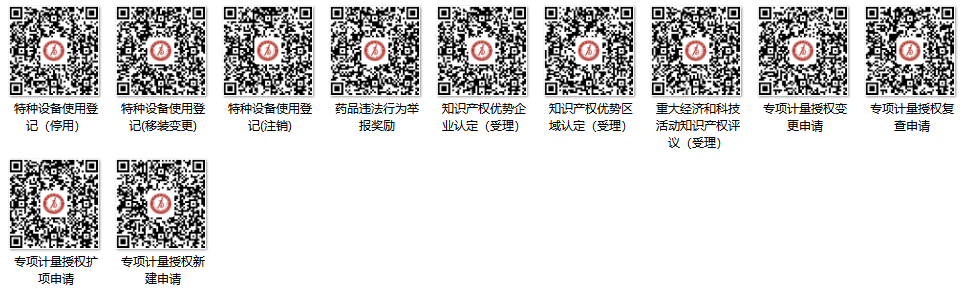 特种设备使用登
记（停用）
特种设备使用登
记(移装变更)
特种设备使用登
记(注销)
药品违法行为举
报奖励
知识产权优势企
业认定（受理）
知识产权优势区
域认定（受理）
重大经济和科技
活动知识产权评
议（受理）
专项计量授权变
更申请
专项计量授权复
查申请
专项计量授权扩
项申请
专项计量授权新
建申请